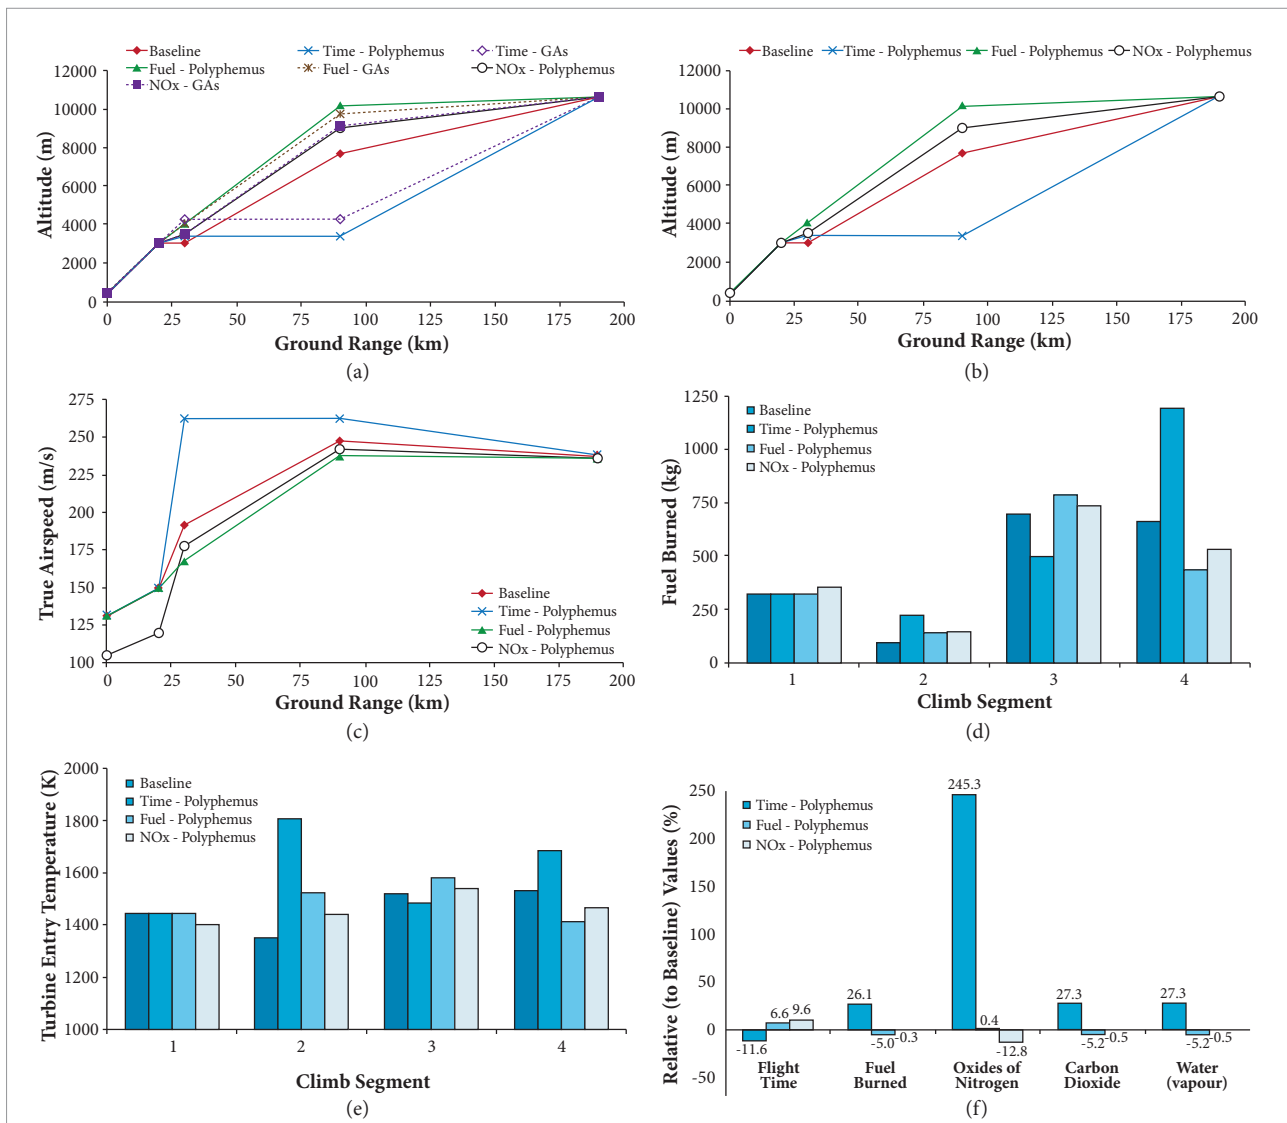 Baseline
Time - Polyphemus
Time - GAs
Fuel - Polyphemus
Fuel - GAs
NOx - Polyphemus
NOx - GAs
12000
10000
8000
6000
4000
2000
0
Altitude (m)
0 25 50 75 100 125 150 175 200
Ground Range (km)
(a)
Baseline Time - Polyphemus Fuel - Polyphemus NOx - Polyphemus
12000
10000
8000
6000
4000
2000
0
Altitude (m)
0 25 50 75 100 125 150 175 200
Ground Range (km)
(b)
275
250
225
200
175
150
125
100
True Airspeed (m/s)
Baseline
Time - Polyphemus
Fuel - Polyphemus
NOx - Polyphemus
0 25 50 75 100 125 150 175 200
Ground Range (km)
(c)
1250
1000
750
500
250
0
Fuel Burned (kg)
Baseline
Time - Polyphemus
Fuel - Polyphemus
NOx - Polyphemus
1 2 3 4
Climb Segment
(d)
2000
1800
1600
1400
1200
1000
Turbine Entry Temperature (K)
Baseline
Time - Polyphemus
Fuel - Polyphemus
NOx - Polyphemus
1 2 3 4
Climb Segment
(e)
250
200
150
100
50
0
-50
Relative (to Baseline) Values (%)
Time - Polyphemus
Fuel - Polyphemus
NOx - Polyphemus
245.3
26.1
27.3
27.3
6.6 9.6
0.4
-11.6
-5.0 -0.3
-12.8
-5.2 -0.5
-5.2 -0.5
Flight
Time
Fuel
Burned
Oxides of
Nitrogen
Carbon
Dioxide
Water
(vapour)
(f)